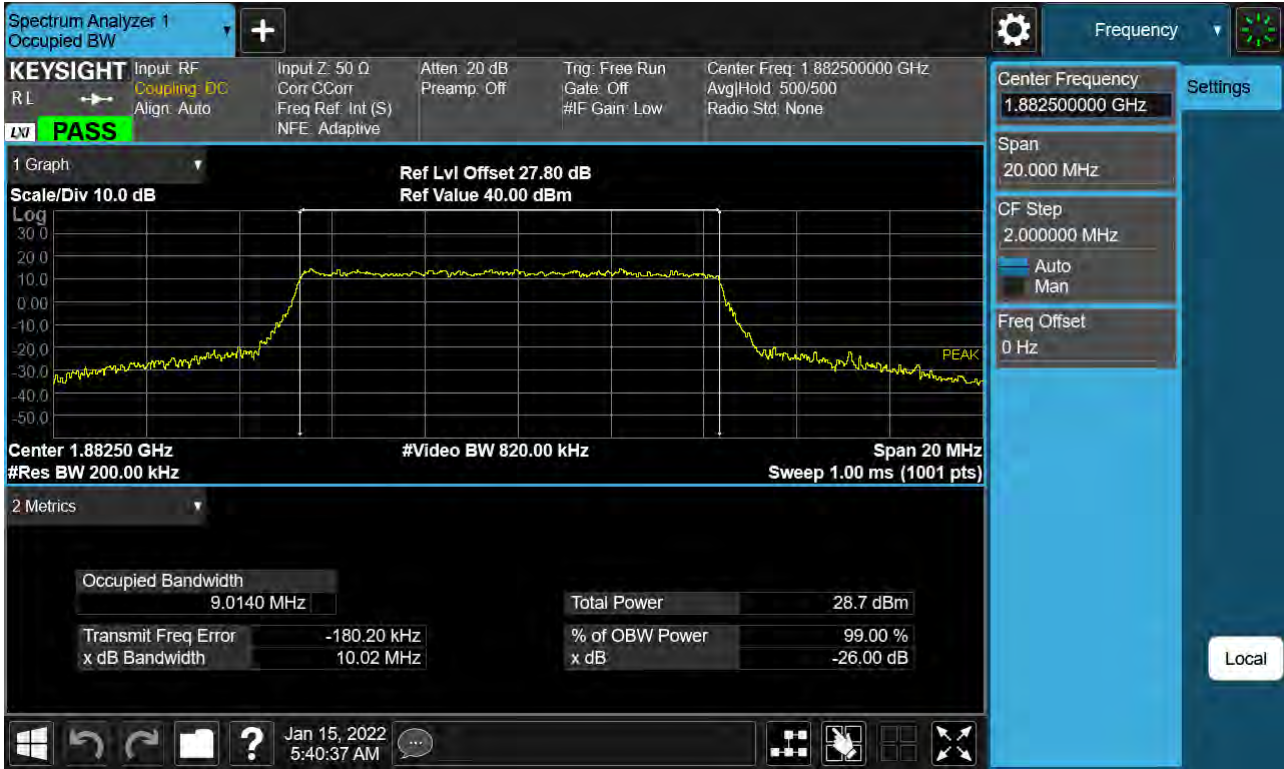 Spectrum Analyzer 1
Occupied BW
Frequency
KEYSIGHT
RL
LXI
PASS
Input: RF
Coupling: DC
Align: Auto
Input Z: 50 Ω
Corr CCorr
Freq Ref: Int (S)
NFE: Adaptive
Atten: 20 dB
Preamp: Off
Trig: Free Run
Gate: Off
#IF Gain: Low
Center Freq: 1.882500000 GHz
Avg|Hold: 500/500
Radio Std: None
1 Graph
Scale/Div 10.0 dB
Ref Lvl Offset 27.80 dB
Ref Value 40.00 dBm
Log
30.0
20.0
10.0
0.00
-10.0
-20.0
-30.0
-40.0
-50.0
PEAK
Center 1.88250 GHz
#Video BW 820.00 kHz
Span 20 MHz
#Res BW 200.00 kHz
Sweep 1.00 ms (1001 pts)
2 Metrics
Occupied Bandwidth
9.0140 MHz
Total Power 28.7 dBm
Transmit Freq Error -180.20 kHz
% of OBW Power 99.00 %
x dB Bandwidth 10.02 MHz
x dB -26.00 dB
Center Frequency
1.882500000 GHz
Settings
Span
20.000 MHz
CF Step
2.000000 MHz
Auto
Man
Freq Offset
0 Hz
Local
?
Jan 15, 2022
5:40:37 AM